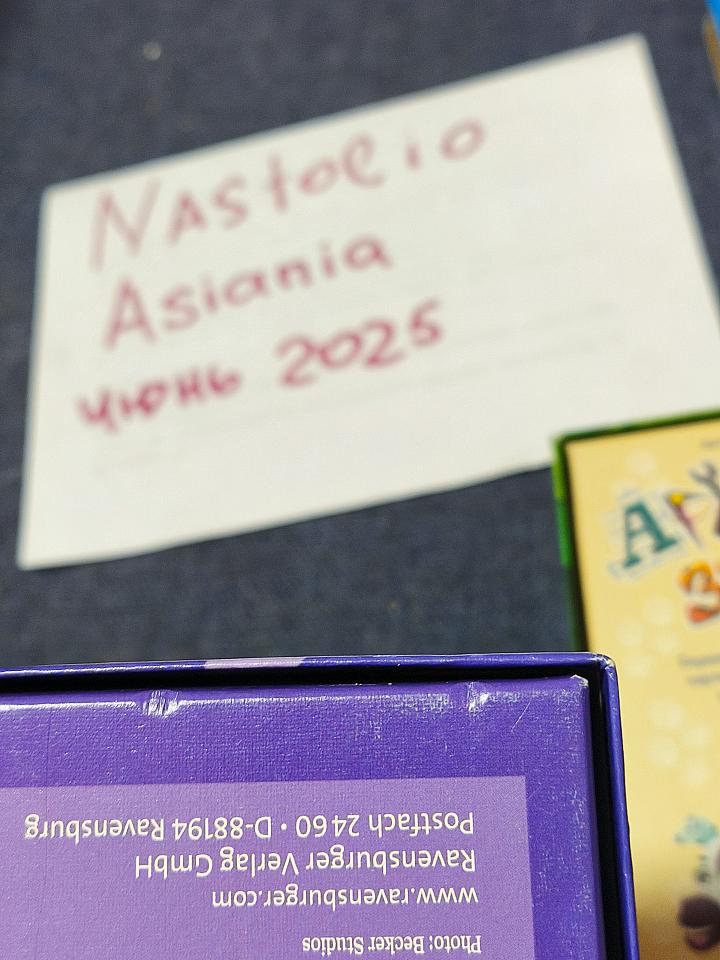 Nastolio
Asiania
июнь 2025
www.ravensburger.com
Ravensburger Verlag GmbH
Postfach 24 60 • D-88194 Ravensburg
Photo: Becker Studios